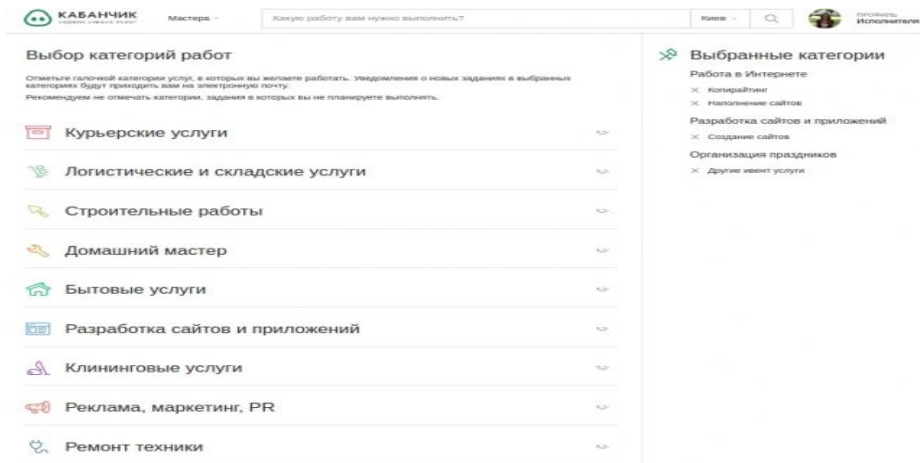 КАБАНЧИК
Мастера
Какую работу вам нужно выполнить?
Киев
ПРОФИЛЬ
Исполнителя
Выбор категорий работ
Отметьте галочкой категории услуг, в которых вы желаете работать. Уведомления о новых заданиях в выбранных
категориях будут приходить вам на электронную почту.
Рекомендуем не отмечать категории, задания в которых вы не планируете выполнять.
Курьерские услуги
Логистические и складские услуги
Строительные работы
Домашний мастер
Бытовые услуги
Разработка сайтов и приложений
Клининговые услуги
Реклама, маркетинг, PR
Ремонт техники
Выбранные категории
Работа в Интернете
Копирайтинг
Наполнение сайтов
Разработка сайтов и приложений
Создание сайтов
Организация праздников
Другие ивент услуги